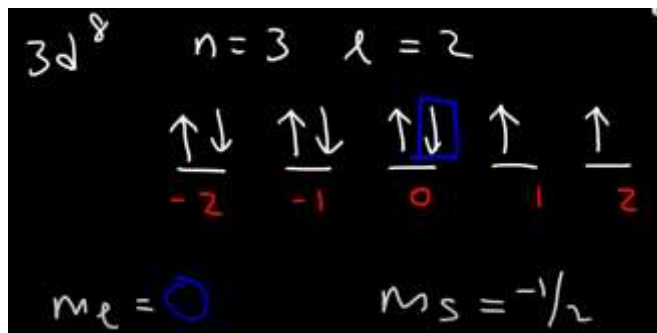 3d⁸ n = 3 l = 2
↑↓ ↑↓ ↑↓ ↑ ↑
-2 -1 0 1 2
mₗ = 0 mₛ = -1/2